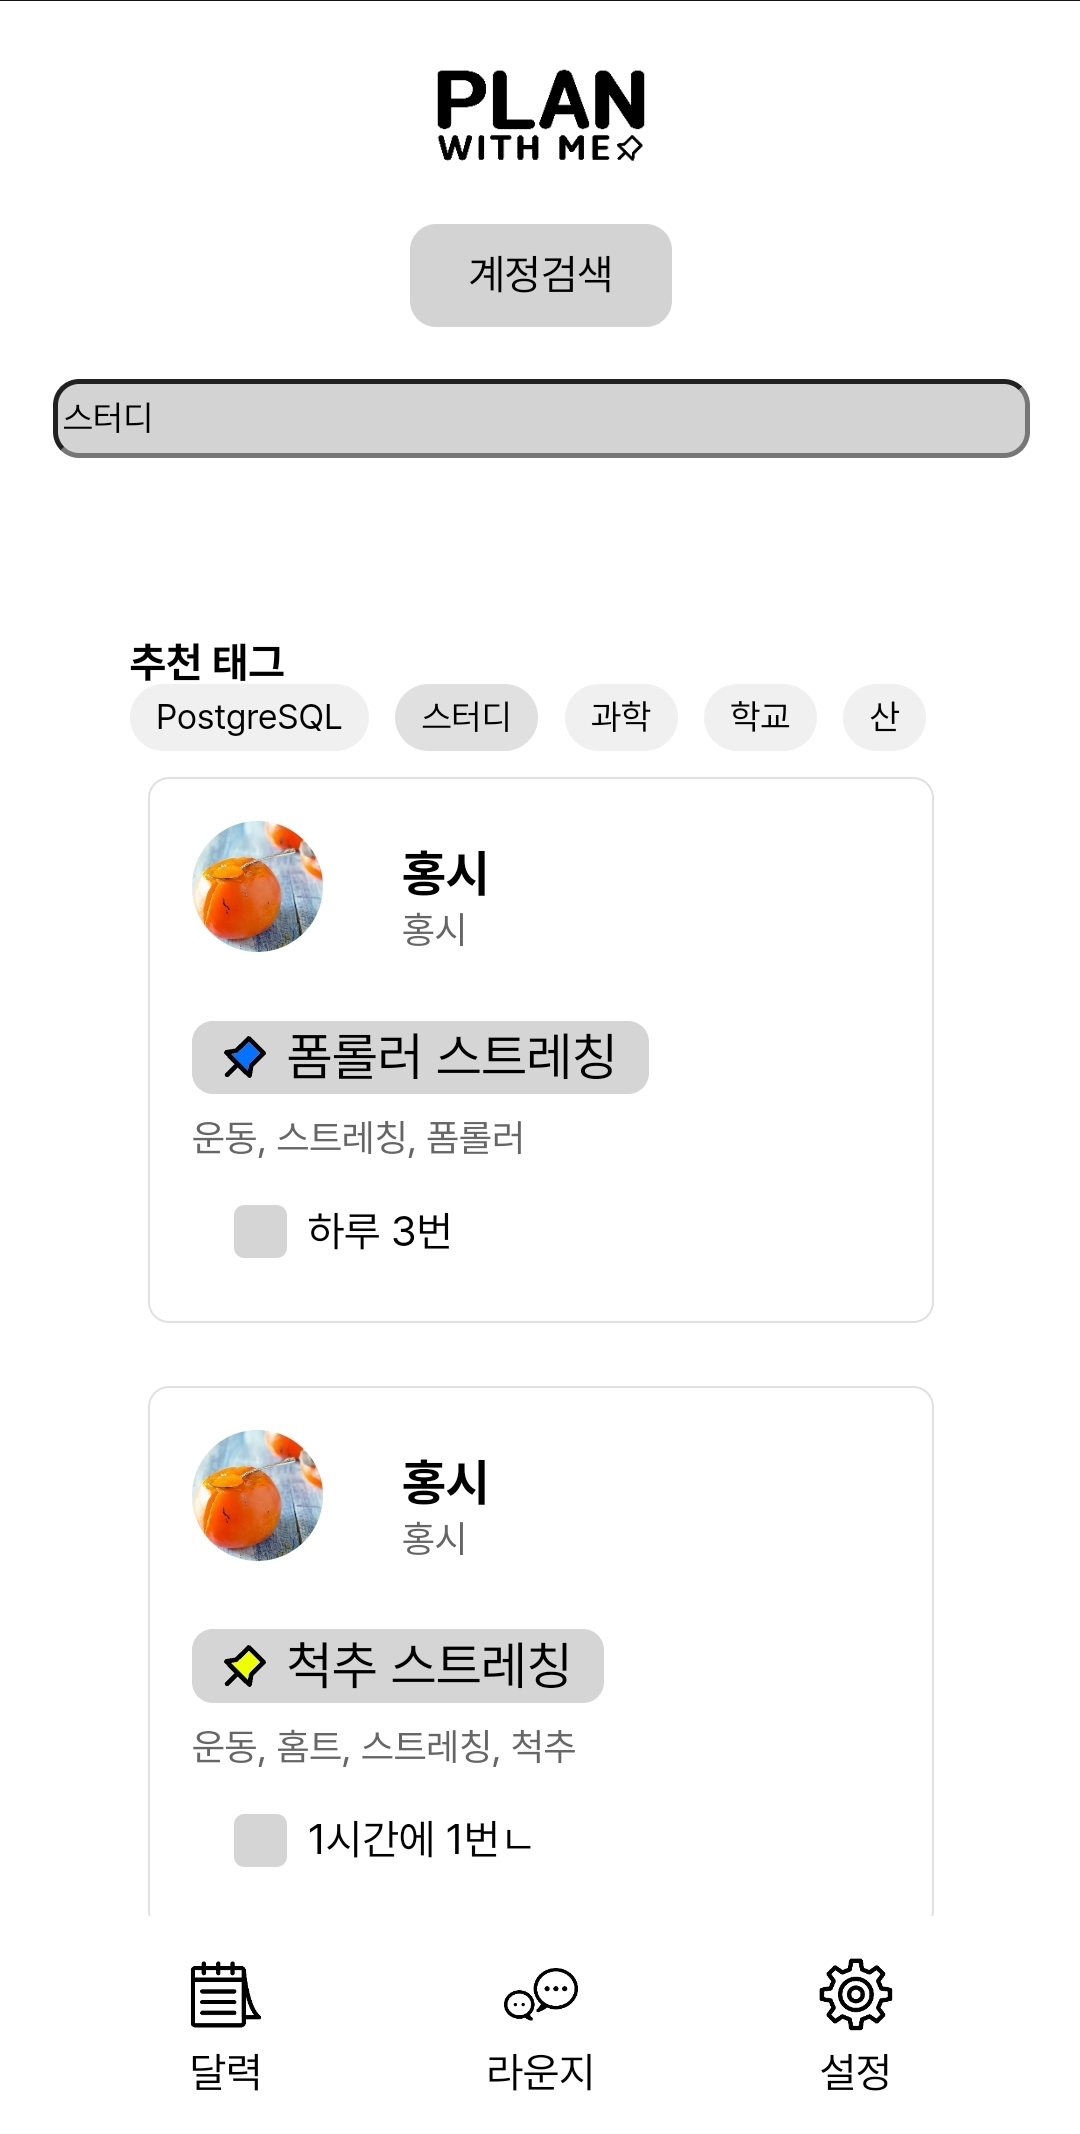 PLAN
WITH ME
계정검색
스터디
추천 태그
PostgreSQL 스터디 과학 학교 산
홍시
홍시
폼롤러 스트레칭
운동, 스트레칭, 폼롤러
하루 3번
홍시
홍시
척추 스트레칭
운동, 홈트, 스트레칭, 척추
1시간에 1번ㄴ
달력 라운지 설정